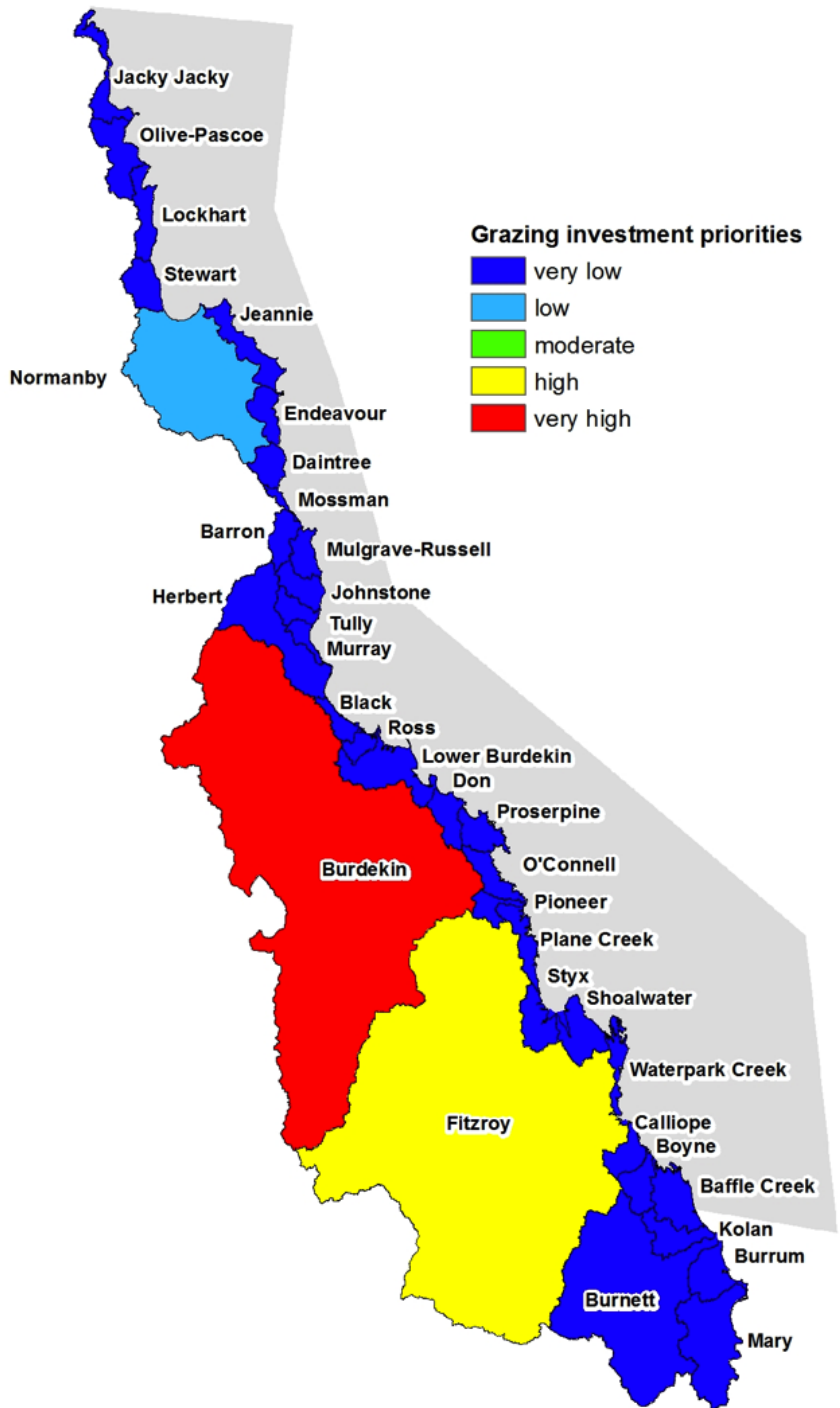 Jacky Jacky
Olive-Pascoe
Lockhart
Grazing investment priorities
very low
low
moderate
high
very high
Stewart
Jeannie
Normanby
Endeavour
Daintree
Mossman
Barron
Mulgrave-Russell
Herbert
Johnstone
Tully
Murray
Black
Ross
Lower Burdekin
Don
Proserpine
O'Connell
Burdekin
Pioneer
Plane Creek
Styx
Shoalwater
Waterpark Creek
Fitzroy
Calliope
Boyne
Baffle Creek
Kolan
Burrum
Burnett
Mary